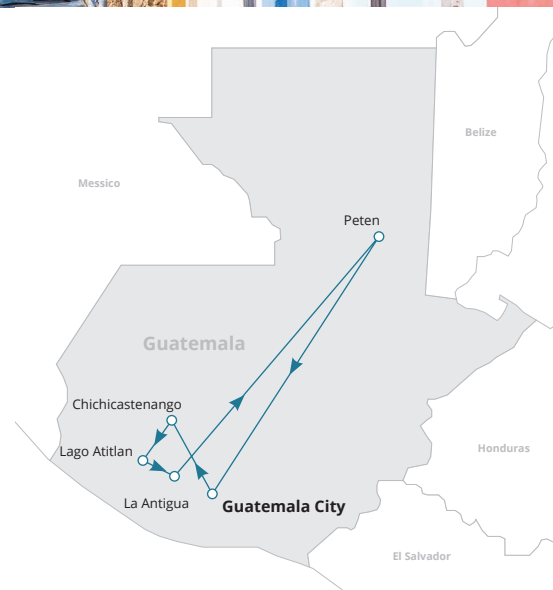 Belize
Messico
Peten
Guatemala
Chichicastenango
Lago Atitlan
Honduras
La Antigua
Guatemala City
El Salvador